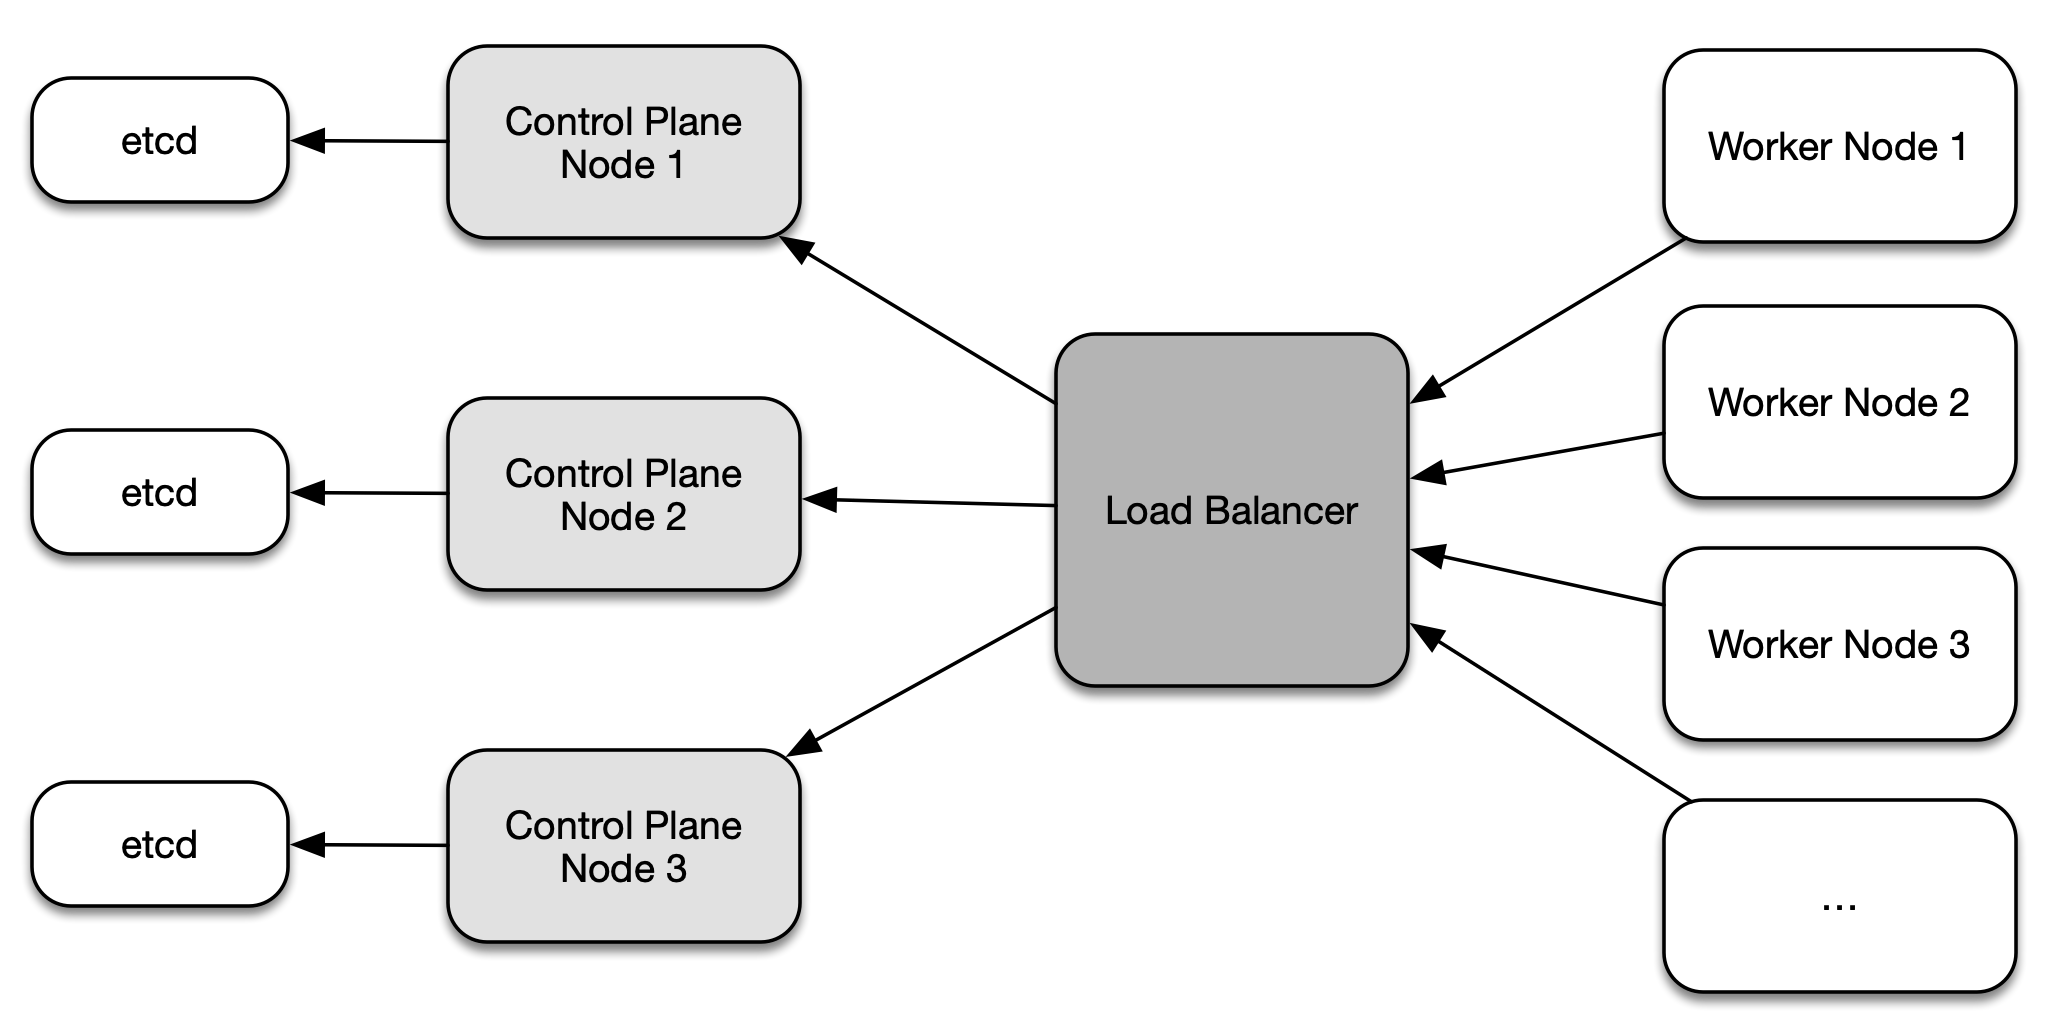 etcd
Control Plane
Node 1
Worker Node 1
etcd
Control Plane
Node 2
Load Balancer
Worker Node 2
Worker Node 3
etcd
Control Plane
Node 3
...